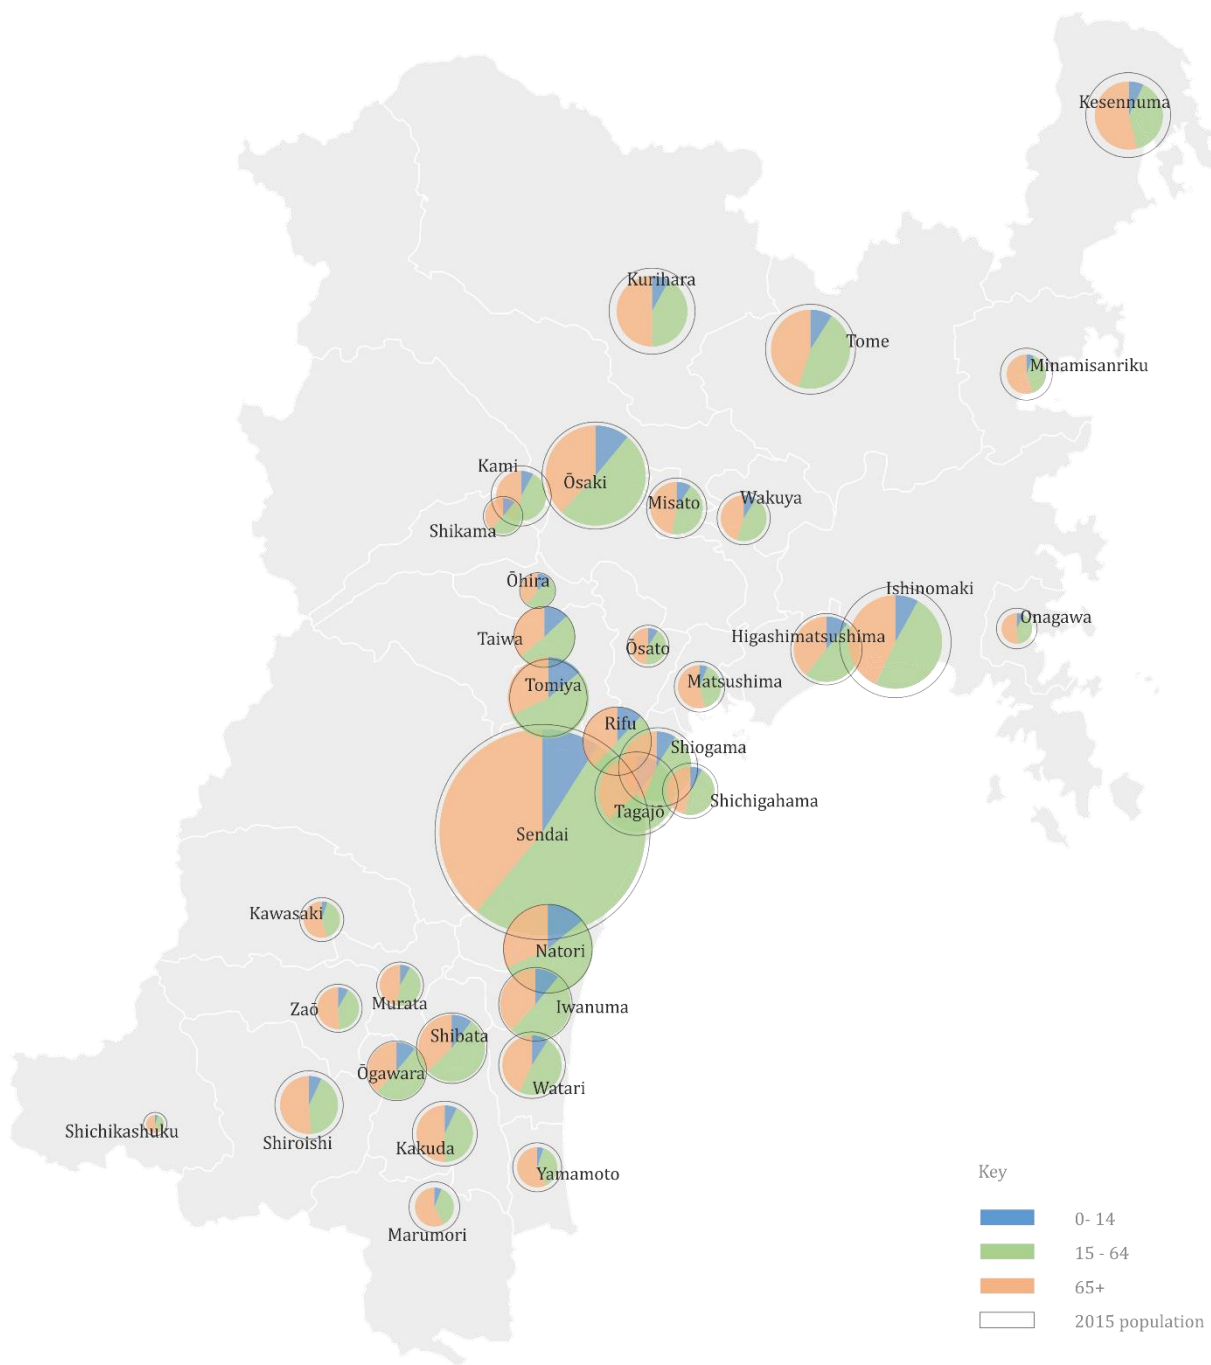 Kesennuma
Kurihara
Tome
Minamisanriku
Kami
Ōsaki
Misato
Wakuya
Shikama
Ōhira
Ishinomaki
Onagawa
Taiwa
Ōsato
Higashimatsushima
Tomiya
Matsushima
Rifu
Shiogama
Shichigahama
Tagajō
Sendai
Kawasaki
Natori
Murata
Zaō
Iwanuma
Shibata
Ōgawara
Watari
Shichikashuku
Shiroishi
Kakuda
Yamamoto
Marumori
Key
0- 14
15 - 64
65+
2015 population